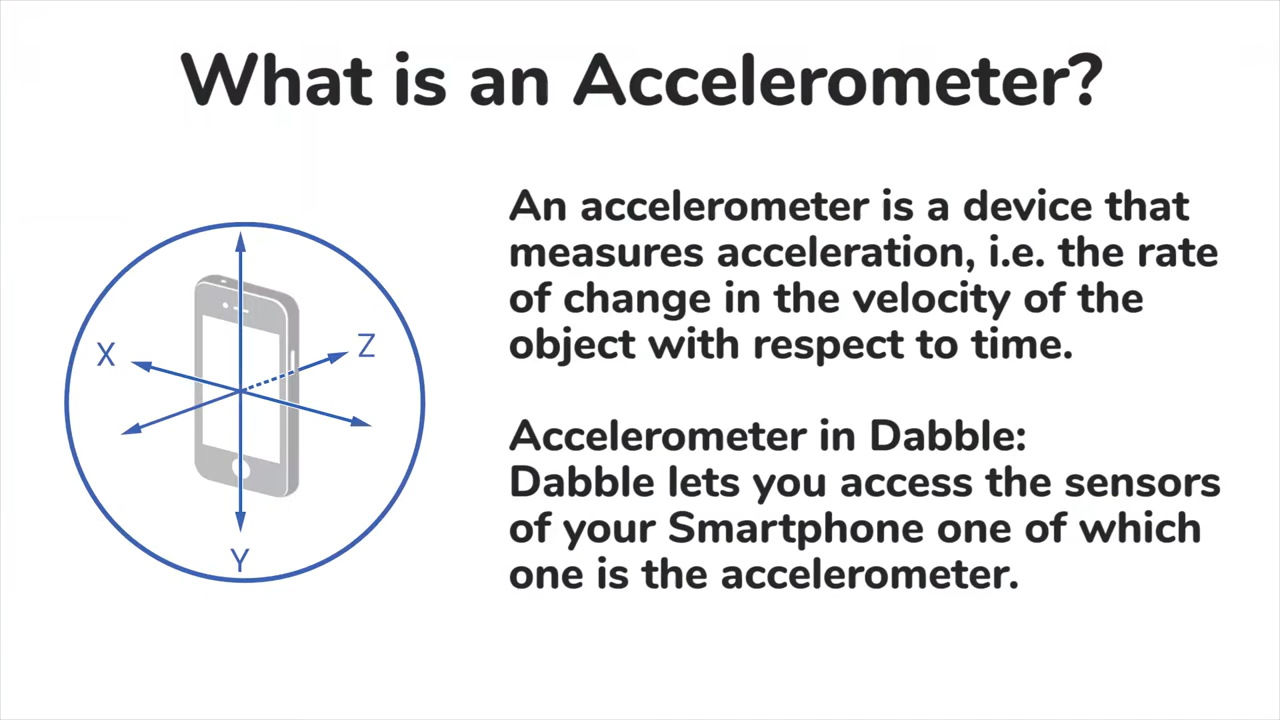 What is an Accelerometer?
An accelerometer is a device that
measures acceleration, i.e. the rate
of change in the velocity of the
object with respect to time.
X
Z
Y
Accelerometer in Dabble:
Dabble lets you access the sensors
of your Smartphone one of which
one is the accelerometer.